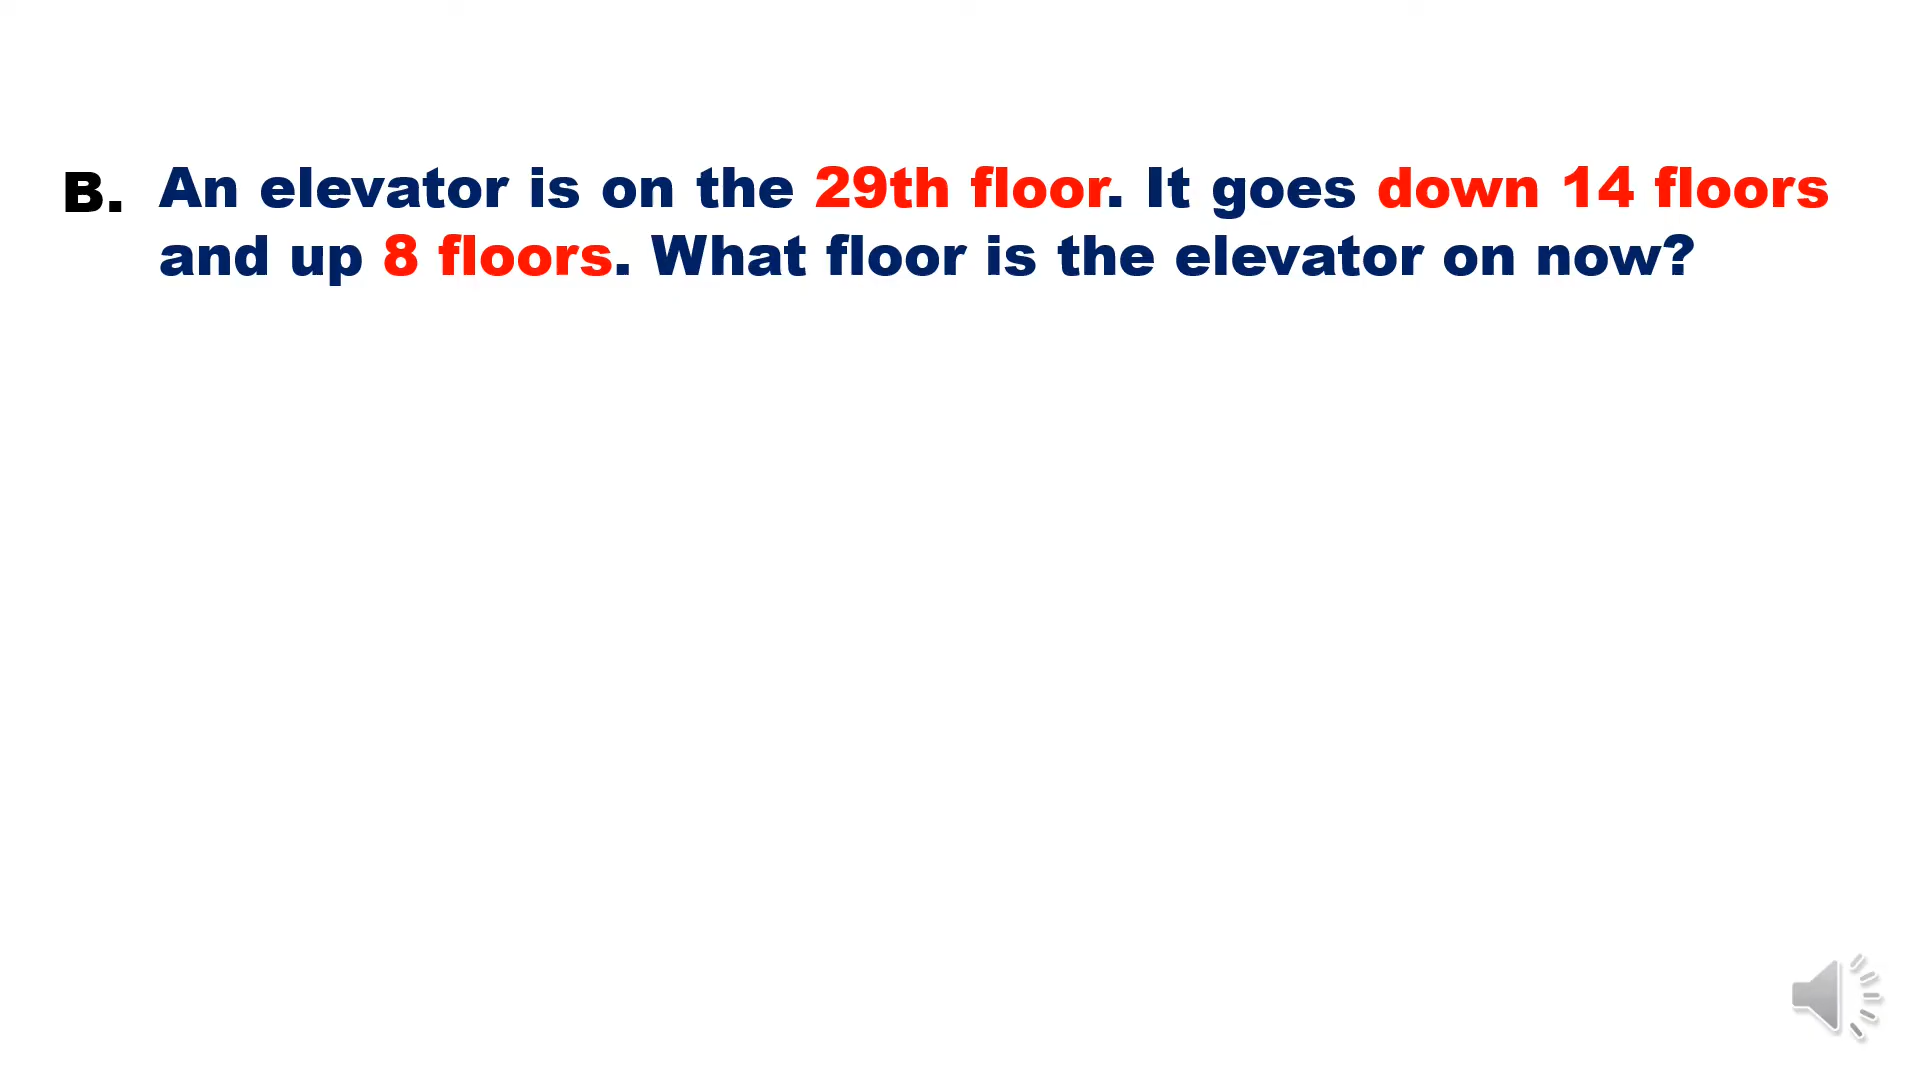 B. An elevator is on the 29th floor. It goes down 14 floors
and up 8 floors. What floor is the elevator on now?